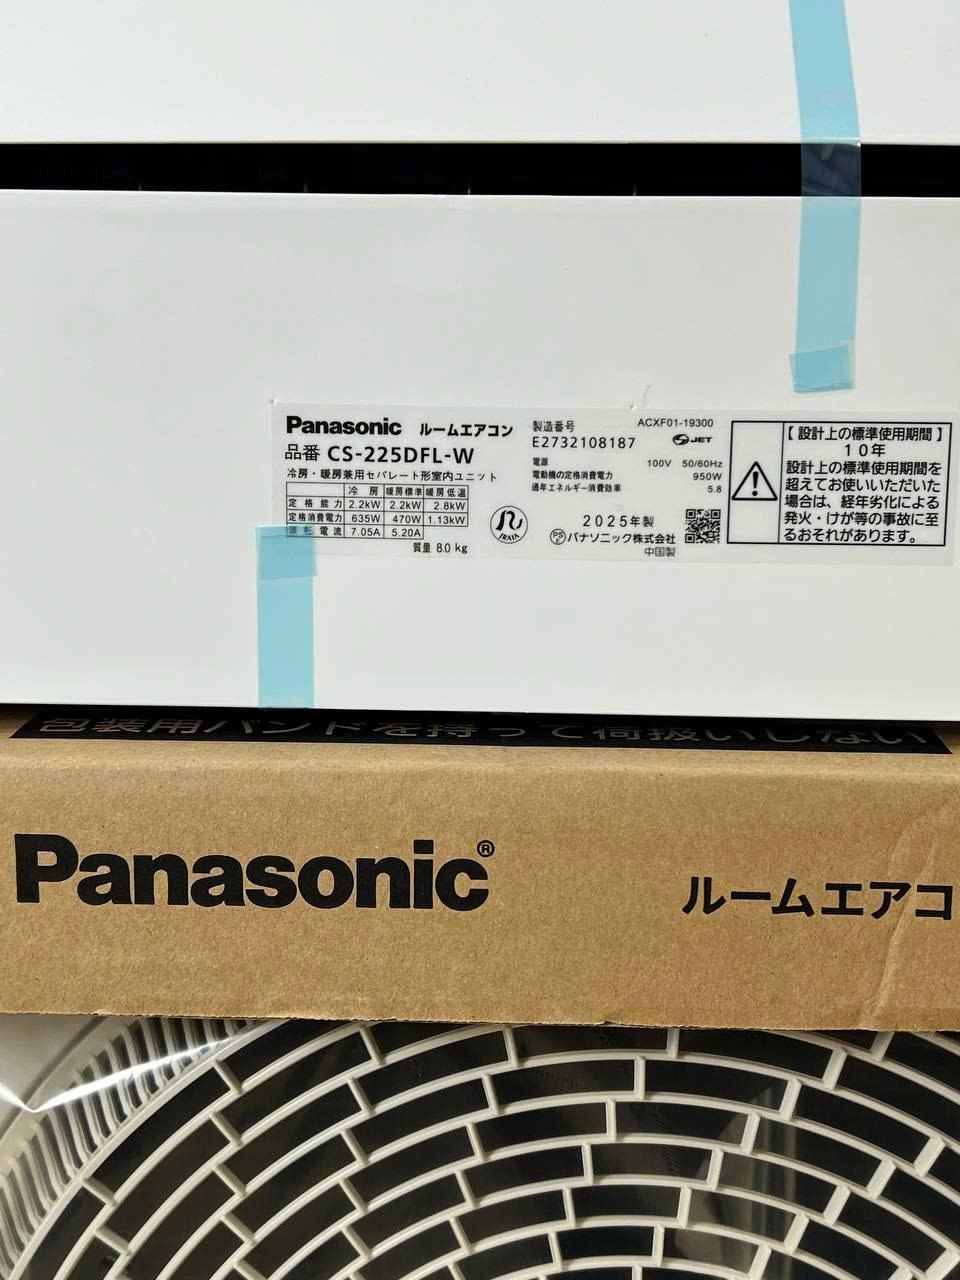 Panasonic ルームエアコン
品番 CS-225DFL-W
冷房・暖房兼用セパレート形室内ユニット
冷 房 暖房標準 暖房低温
定 格 能 力 2.2kW 2.2kW 2.8kW
定格消費電力 635W 470W 1.13kW
電 流 7.05A 5.20A
質量 8.0 kg
IRAIA
製造番号 ACXF01-19300
E2732108187 JET
電源 100V 50/60Hz
電動機の定格消費電力 950W
通年エネルギー消費効率 5.8
2025年製
PS E パナソニック株式会社
中国製
【設計上の標準使用期間】
10年
設計上の標準使用期間を
超えてお使いいただいた
場合は、経年劣化による
発火・けが等の事故に至
るおそれがあります。
包装用バンドを持って荷扱いしない
Panasonic® ルームエアコ